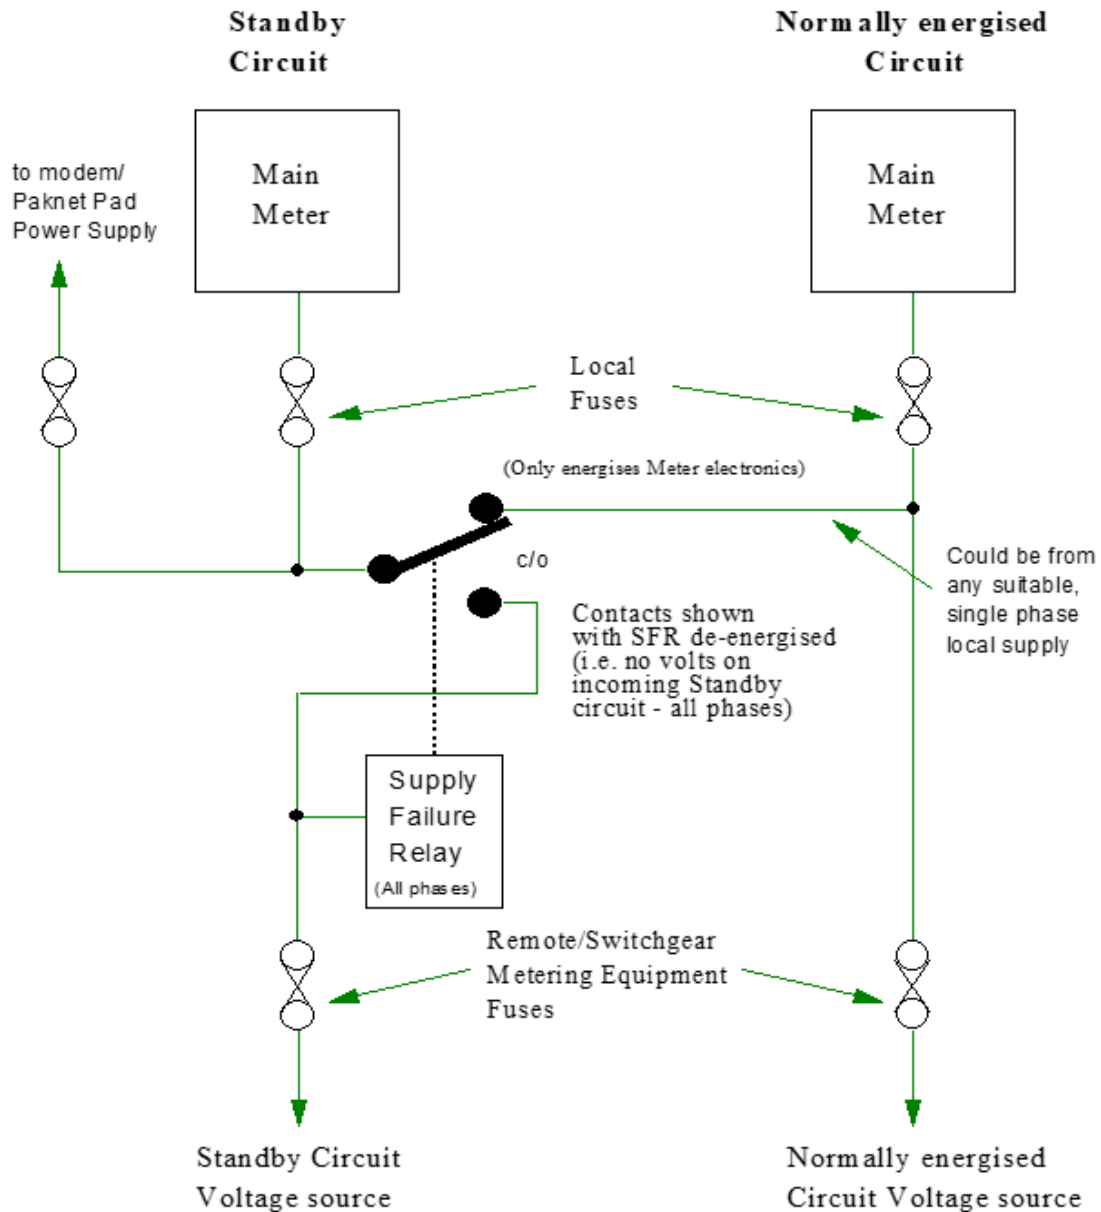 Standby
Circuit
Normally energised
Circuit
to modem/
Paknet Pad
Power Supply
Main
Meter
Main
Meter
Local
Fuses
(Only energises Meter electronics)
c/o
Could be from
any suitable,
single phase
local supply
Contacts shown
with SFR de-energised
(i.e. no volts on
incoming Standby
circuit - all phases)
Supply
Failure
Relay
(All phases)
Remote/Switchgear
Metering Equipment
Fuses
Standby Circuit
Voltage source
Normally energised
Circuit Voltage source